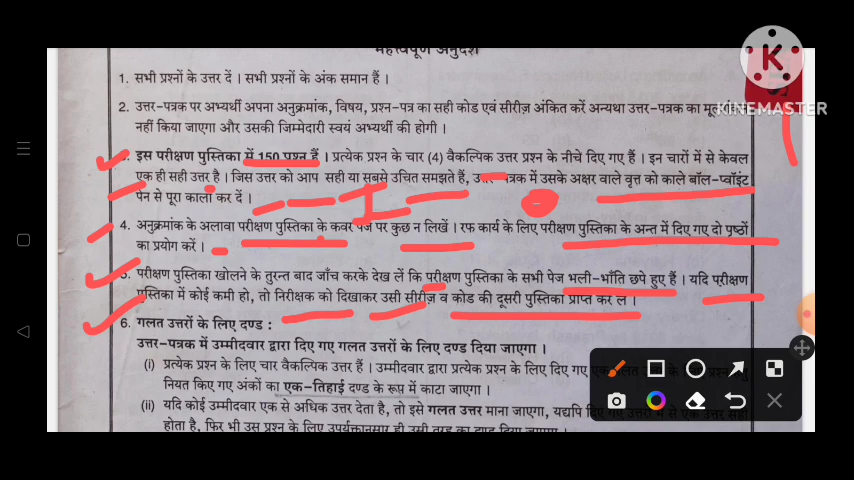 महत्त्वपूर्ण अनुदेश
1. सभी प्रश्नों के उत्तर दें । सभी प्रश्नों के अंक समान हैं ।
2. उत्तर-पत्रक पर अभ्यर्थी अपना अनुक्रमांक, विषय, प्रश्न-पत्र का सही कोड एवं सीरीज़ अंकित करें अन्यथा उत्तर-पत्रक का
नहीं किया जाएगा और उसकी जिम्मेदारी स्वयं अभ्यर्थी की होगी ।
इस परीक्षण पुस्तिका में 150 प्रश्न हैं । प्रत्येक प्रश्न के चार (4) वैकल्पिक उत्तर प्रश्न के नीचे दिए गए हैं । इन चारों में से केवल
एक ही सही उत्तर है । जिस उत्तर को आप सही या सबसे उचित समझते हैं, उत्तर-पत्रक में उसके अक्षर वाले वृत्त को काले बॉल-प्वॉइंट
पेन से पूरा काला कर दें ।
4. अनुक्रमांक के अलावा परीक्षण पुस्तिका के कवर पेज पर कुछ न लिखें । रफ कार्य के लिए परीक्षण पुस्तिका के अन्त में दिए गए दो पृष्ठों
का प्रयोग करें ।
5. परीक्षण पुस्तिका खोलने के तुरन्त बाद जाँच करके देख लें कि परीक्षण पुस्तिका के सभी पेज भली-भाँति छपे हुए हैं । यदि परीक्षण
पुस्तिका में कोई कमी हो, तो निरीक्षक को दिखाकर उसी सीरीज़ व कोड की दूसरी पुस्तिका प्राप्त कर लें ।
6. गलत उत्तरों के लिए दण्ड :
उत्तर-पत्रक में उम्मीदवार द्वारा दिए गए गलत उत्तरों के लिए दण्ड दिया जाएगा ।
(i) प्रत्येक प्रश्न के लिए चार वैकल्पिक उत्तर हैं । उम्मीदवार द्वारा प्रत्येक प्रश्न के लिए दिए गए
नियत किए गए अंकों का एक-तिहाई दण्ड के रूप में काटा जाएगा ।
(ii) यदि कोई उम्मीदवार एक से अधिक उत्तर देता है, तो इसे गलत उत्तर माना जाएगा, यद्यपि दिए गए
होता है, फिर भी उस प्रश्न के लिए उपर्युक्तानुसार ही उसी तरह का दण्ड दिया जाएगा ।
KINEMASTER